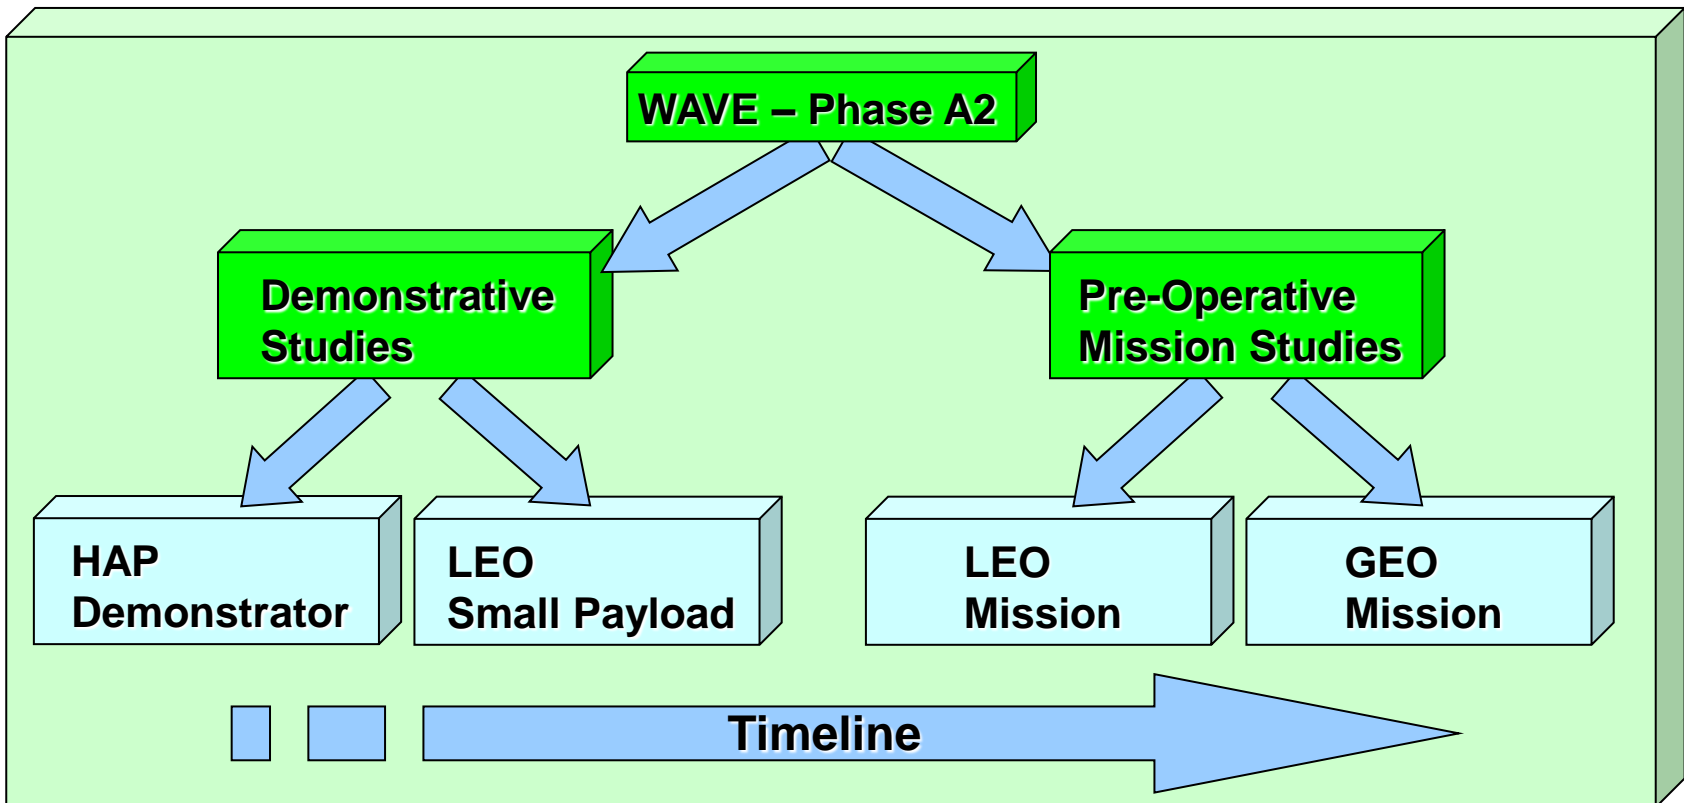 WAVE – Phase A2
Demonstrative
Studies
Pre-Operative
Mission Studies
HAP
Demonstrator
LEO
Small Payload
LEO
Mission
GEO
Mission
Timeline